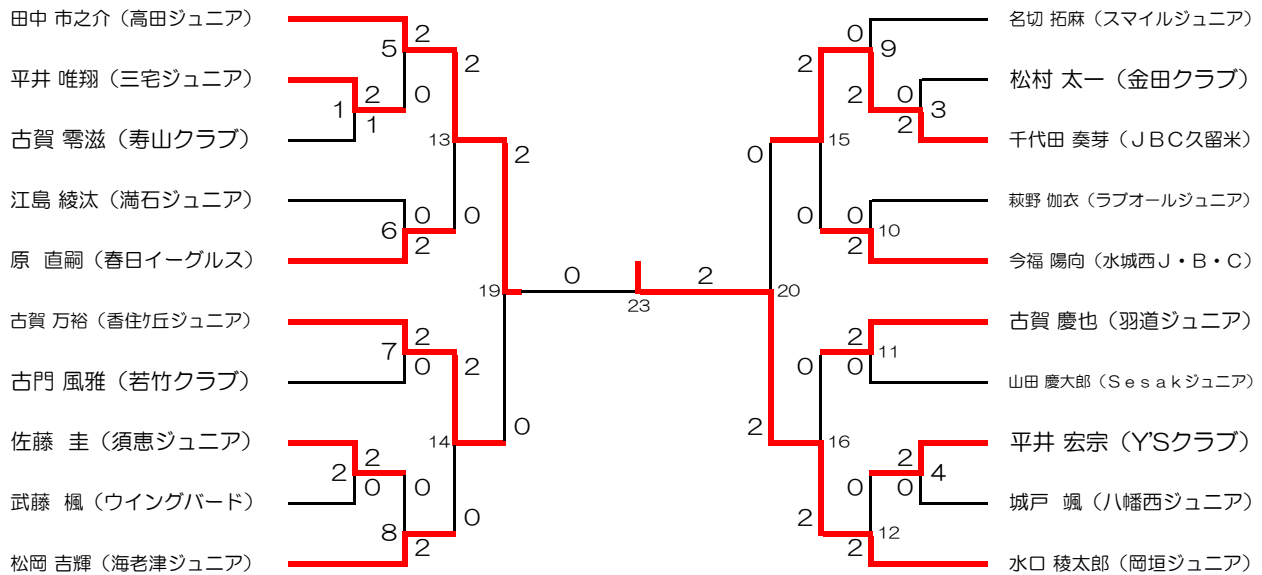 田中 市之介（高田ジュニア）
平井 唯翔（三宅ジュニア）
古賀 零滋（寿山クラブ）
江島 綾汰（満石ジュニア）
原 直嗣（春日イーグルス）
古賀 万裕（香住ｹ丘ジュニア）
古門 風雅（若竹クラブ）
佐藤 圭（須恵ジュニア）
武藤 楓（ウイングバード）
松岡 吉輝（海老津ジュニア）
5
2
1
2
1
0
2
13
6
0
2
0
2
19
7
2
0
2
14
0
2
2
0
0
8
2
0
0
23
2
名切 拓麻（スマイルジュニア）
松村 太一（金田クラブ）
千代田 奏芽（ＪＢＣ久留米）
萩野 伽衣（ラブオールジュニア）
今福 陽向（水城西Ｊ・Ｂ・Ｃ）
古賀 慶也（羽道ジュニア）
山田 慶大郎（Ｓｅｓａｋジュニア）
平井 宏宗（Y'Sクラブ）
城戸 颯（八幡西ジュニア）
水口 稜太郎（岡垣ジュニア）
0
9
2
2
0
3
2
15
0
0
0
10
2
20
2
11
0
0
2
16
2
4
0
0
2
12
2